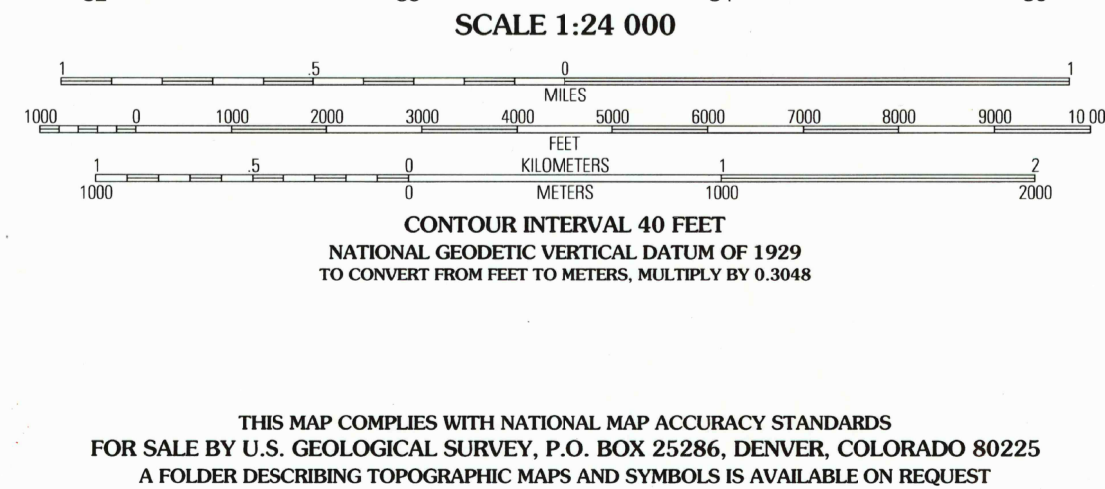 SCALE 1:24 000
1 .5 0 1
MILES
1000 0 1000 2000 3000 4000 5000 6000 7000 8000 9000 10 00
FEET
1 .5 0 KILOMETERS 1 2
1000 0 METERS 1000 2000
CONTOUR INTERVAL 40 FEET
NATIONAL GEODETIC VERTICAL DATUM OF 1929
TO CONVERT FROM FEET TO METERS, MULTIPLY BY 0.3048
THIS MAP COMPLIES WITH NATIONAL MAP ACCURACY STANDARDS
FOR SALE BY U.S. GEOLOGICAL SURVEY, P.O. BOX 25286, DENVER, COLORADO 80225
A FOLDER DESCRIBING TOPOGRAPHIC MAPS AND SYMBOLS IS AVAILABLE ON REQUEST